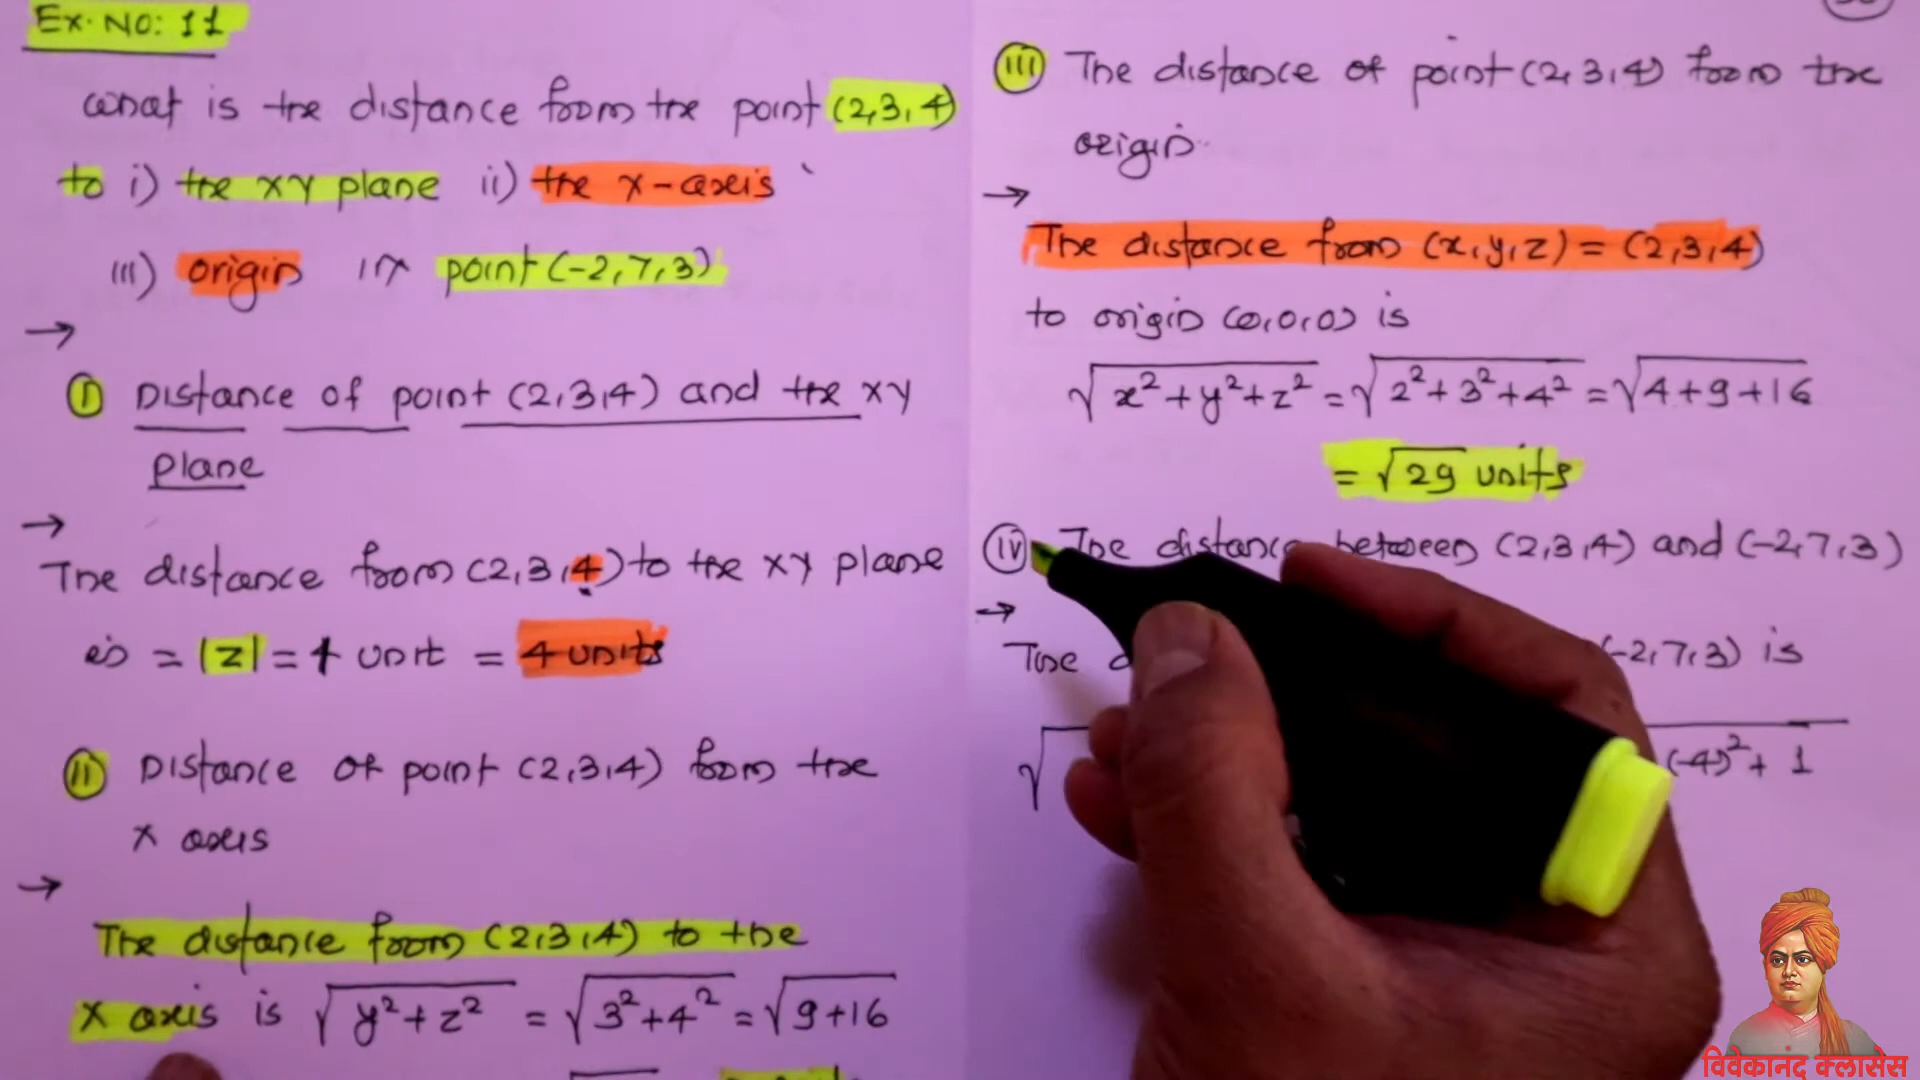 Ex. NO: 11
what is the distance from the point (2,3,4)
to i) the xy plane ii) the x-axis
iii) origin iv point (-2,7,3)
→
i Distance of point (2,3,4) and the xy
plane
→
The distance from (2,3,4) to the xy plane
is = |z| = 4 unit = 4 units
ii Distance of point (2,3,4) from the
x axis
→
The distance from (2,3,4) to the
x axis is √y²+z² = √3²+4² = √9+16
iii The distance of point (2,3,4) from the
origin
→
The distance from (x,y,z) = (2,3,4)
to origin (0,0,0) is
√x²+y²+z² = √2²+3²+4² = √4+9+16
= √29 units
iv The distance between (2,3,4) and (-2,7,3)
→
The (-2,7,3) is
√ (-4)² + 1
विवेकानंद क्लासेस